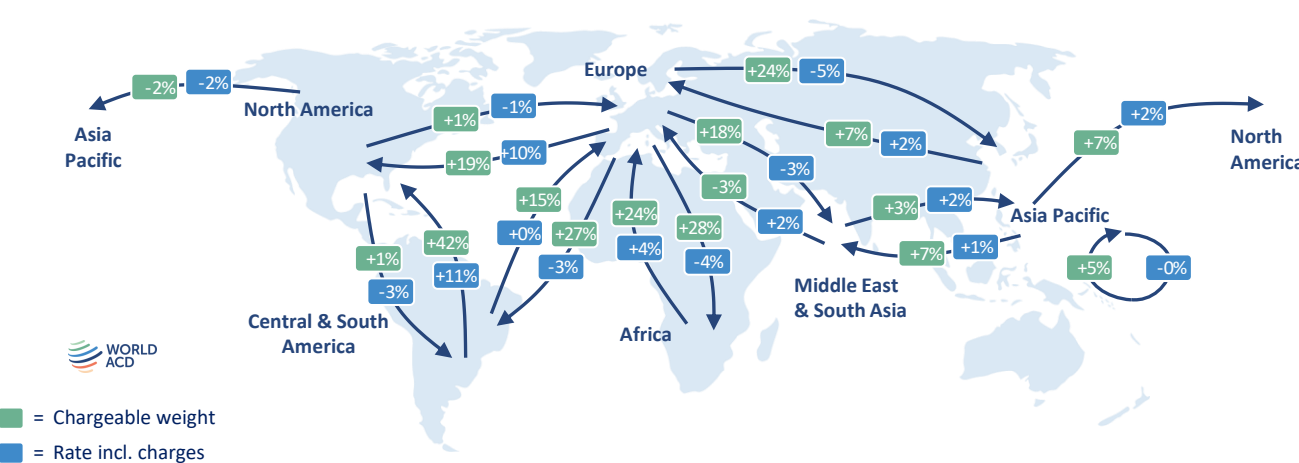 Europe
+24%
-5%
-2%
-2%
North America
Asia
Pacific
+1%
-1%
+19%
+10%
+18%
-3%
+7%
+2%
+7%
+2%
North
America
-3%
+2%
+3%
+2%
Asia Pacific
+7%
+1%
+15%
+0%
+27%
-3%
+24%
+4%
+28%
-4%
+42%
+11%
+1%
-3%
+5%
-0%
Middle East
& South Asia
Central & South
America
Africa
WORLD
ACD
= Chargeable weight
= Rate incl. charges